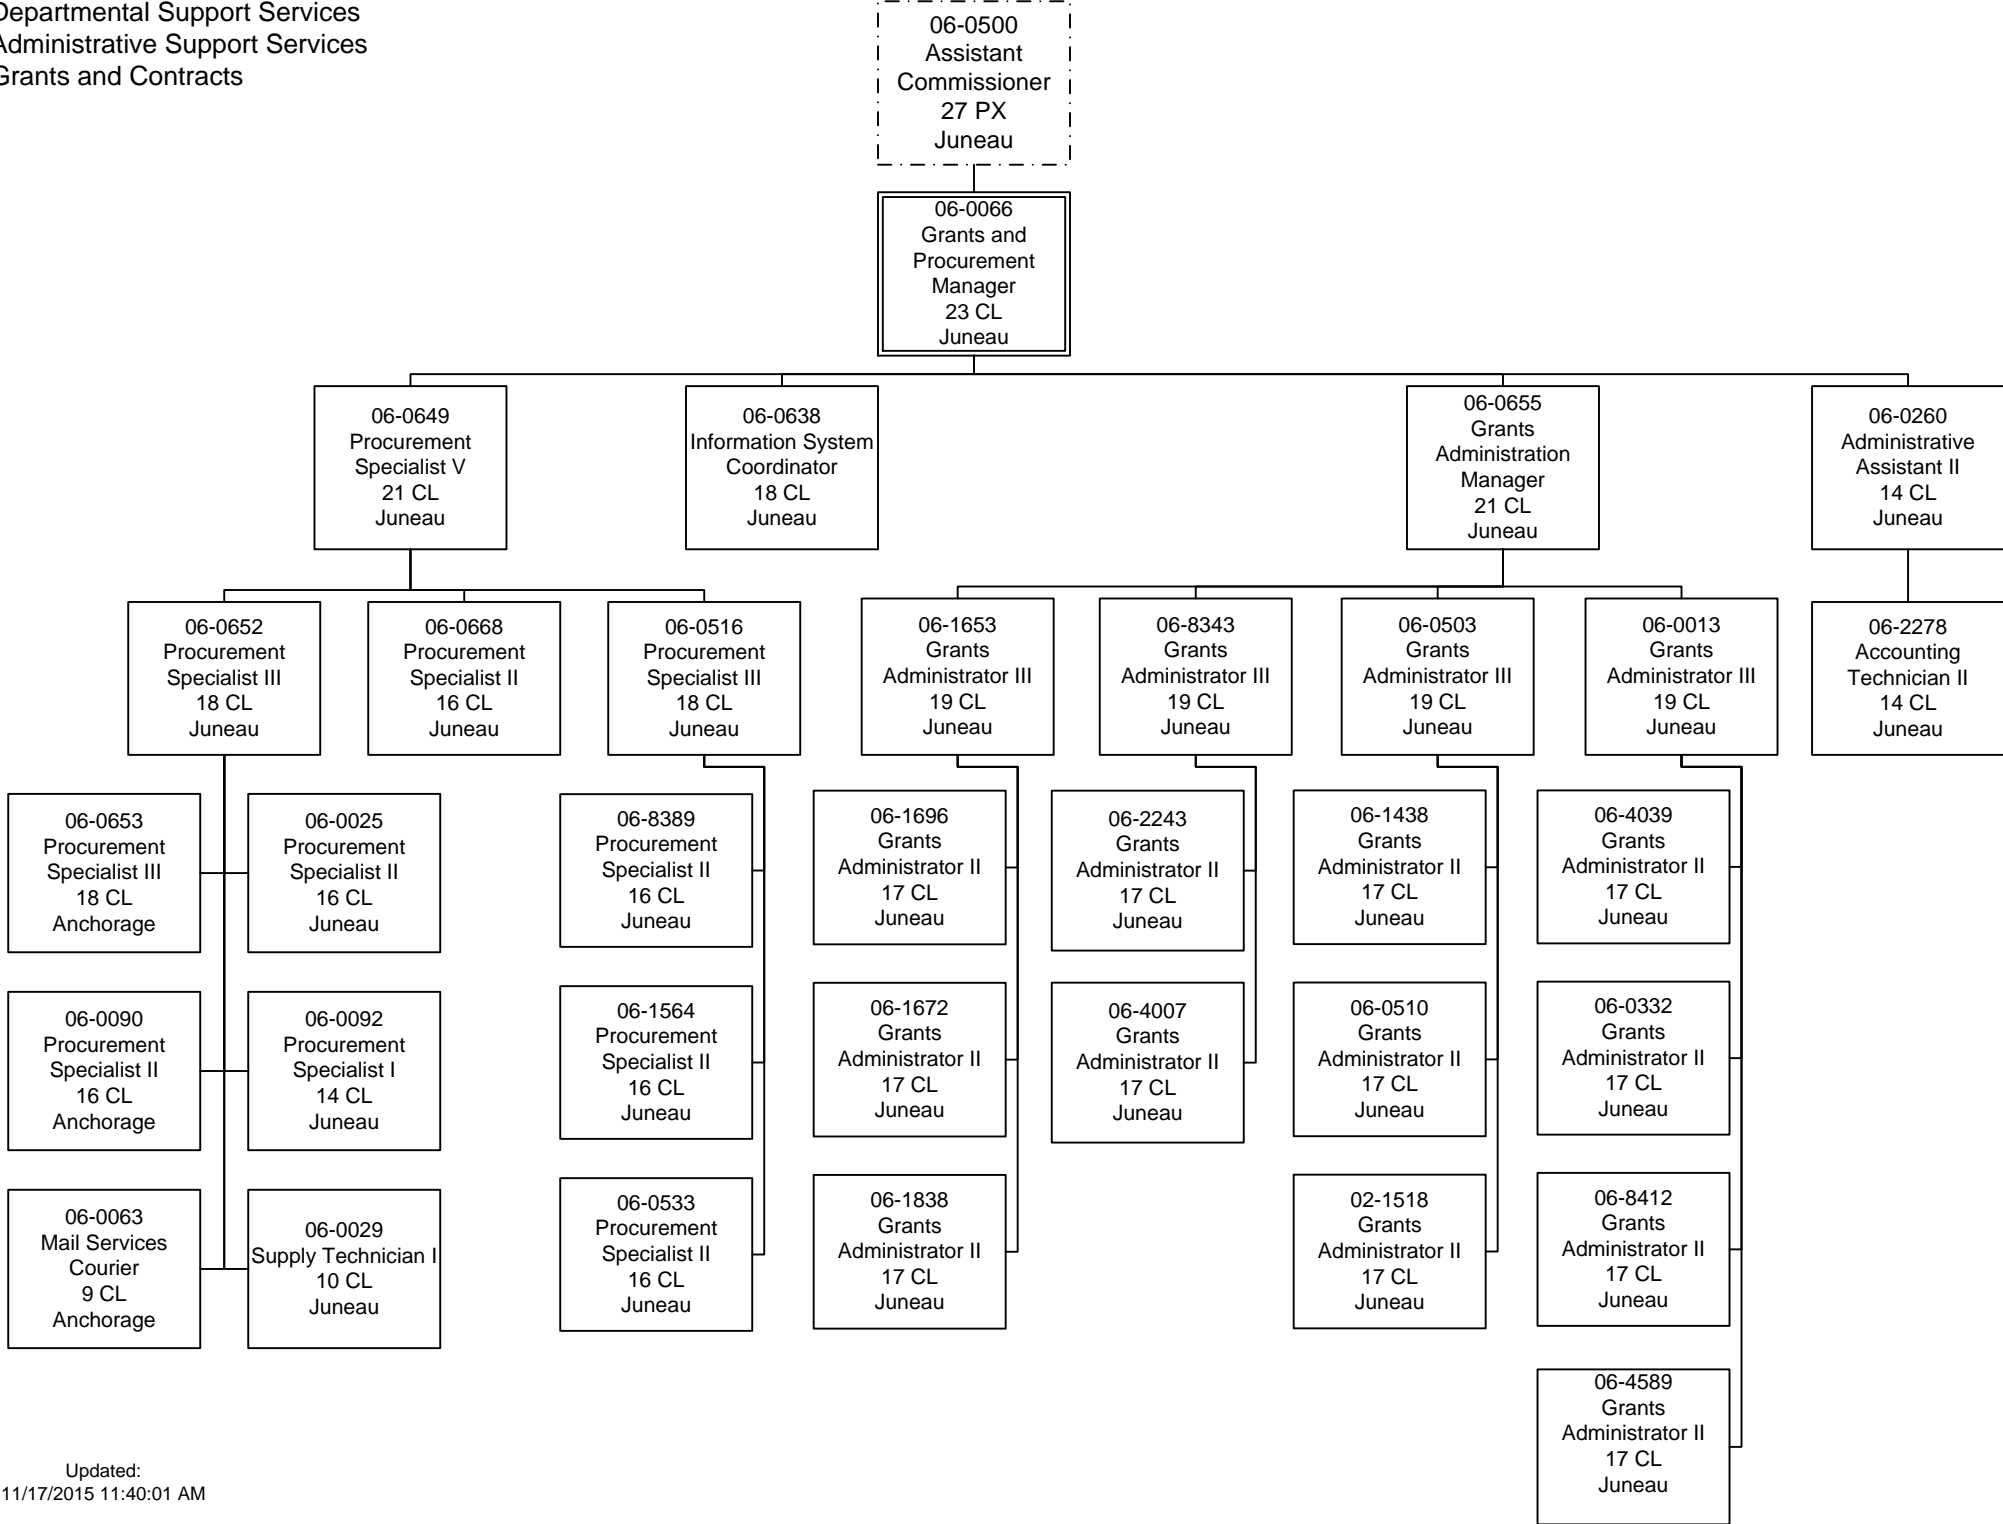 Departmental Support Services
Administrative Support Services
Grants and Contracts
06-0500
Assistant
Commissioner
27 PX
Juneau
06-0066
Grants and
Procurement
Manager
23 CL
Juneau
06-0649
Procurement
Specialist V
21 CL
Juneau
06-0638
Information System
Coordinator
18 CL
Juneau
06-0655
Grants
Administration
Manager
21 CL
Juneau
06-0260
Administrative
Assistant II
14 CL
Juneau
06-0652
Procurement
Specialist III
18 CL
Juneau
06-0668
Procurement
Specialist II
16 CL
Juneau
06-0516
Procurement
Specialist III
18 CL
Juneau
06-1653
Grants
Administrator III
19 CL
Juneau
06-8343
Grants
Administrator III
19 CL
Juneau
06-0503
Grants
Administrator III
19 CL
Juneau
06-0013
Grants
Administrator III
19 CL
Juneau
06-2278
Accounting
Technician II
14 CL
Juneau
06-0653
Procurement
Specialist III
18 CL
Anchorage
06-0025
Procurement
Specialist II
16 CL
Juneau
06-8389
Procurement
Specialist II
16 CL
Juneau
06-1696
Grants
Administrator II
17 CL
Juneau
06-2243
Grants
Administrator II
17 CL
Juneau
06-1438
Grants
Administrator II
17 CL
Juneau
06-4039
Grants
Administrator II
17 CL
Juneau
06-0090
Procurement
Specialist II
16 CL
Anchorage
06-0092
Procurement
Specialist I
14 CL
Juneau
06-1564
Procurement
Specialist II
16 CL
Juneau
06-1672
Grants
Administrator II
17 CL
Juneau
06-4007
Grants
Administrator II
17 CL
Juneau
06-0510
Grants
Administrator II
17 CL
Juneau
06-0332
Grants
Administrator II
17 CL
Juneau
06-0063
Mail Services
Courier
9 CL
Anchorage
06-0029
Supply Technician I
10 CL
Juneau
06-0533
Procurement
Specialist II
16 CL
Juneau
06-1838
Grants
Administrator II
17 CL
Juneau
02-1518
Grants
Administrator II
17 CL
Juneau
06-8412
Grants
Administrator II
17 CL
Juneau
06-4589
Grants
Administrator II
17 CL
Juneau
Updated:
11/17/2015 11:40:01 AM